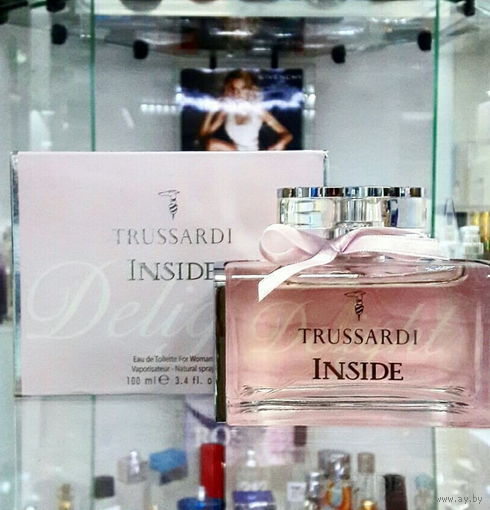 GIVENCHY
TRUSSARDI
INSIDE
Delight
Eau de Toilette For Woman
Vaporisateur - Natural spray
100 ml ℮ 3.4 fl. o
TRUSSARDI
INSIDE
Delight
www.ay.by